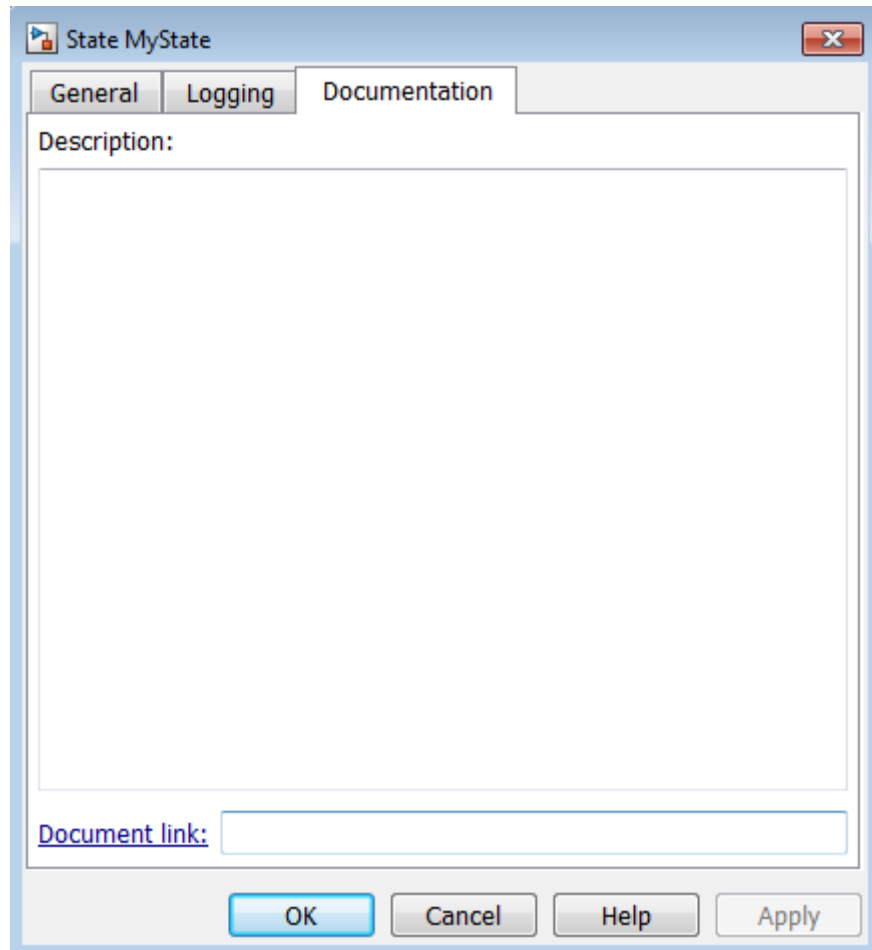 State MyState
General Logging Documentation
Description:
Document link:
OK Cancel Help Apply